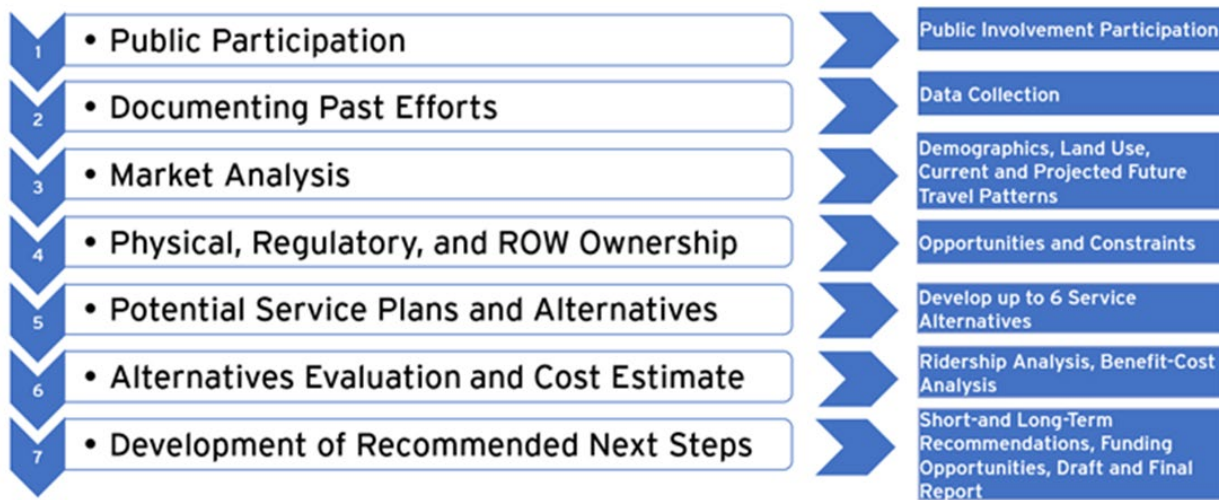 1
• Public Participation
Public Involvement Participation
2
• Documenting Past Efforts
Data Collection
3
• Market Analysis
Demographics, Land Use,
Current and Projected Future
Travel Patterns
4
• Physical, Regulatory, and ROW Ownership
Opportunities and Constraints
5
• Potential Service Plans and Alternatives
Develop up to 6 Service
Alternatives
6
• Alternatives Evaluation and Cost Estimate
Ridership Analysis, Benefit-Cost
Analysis
7
• Development of Recommended Next Steps
Short-and Long-Term
Recommendations, Funding
Opportunities, Draft and Final
Report